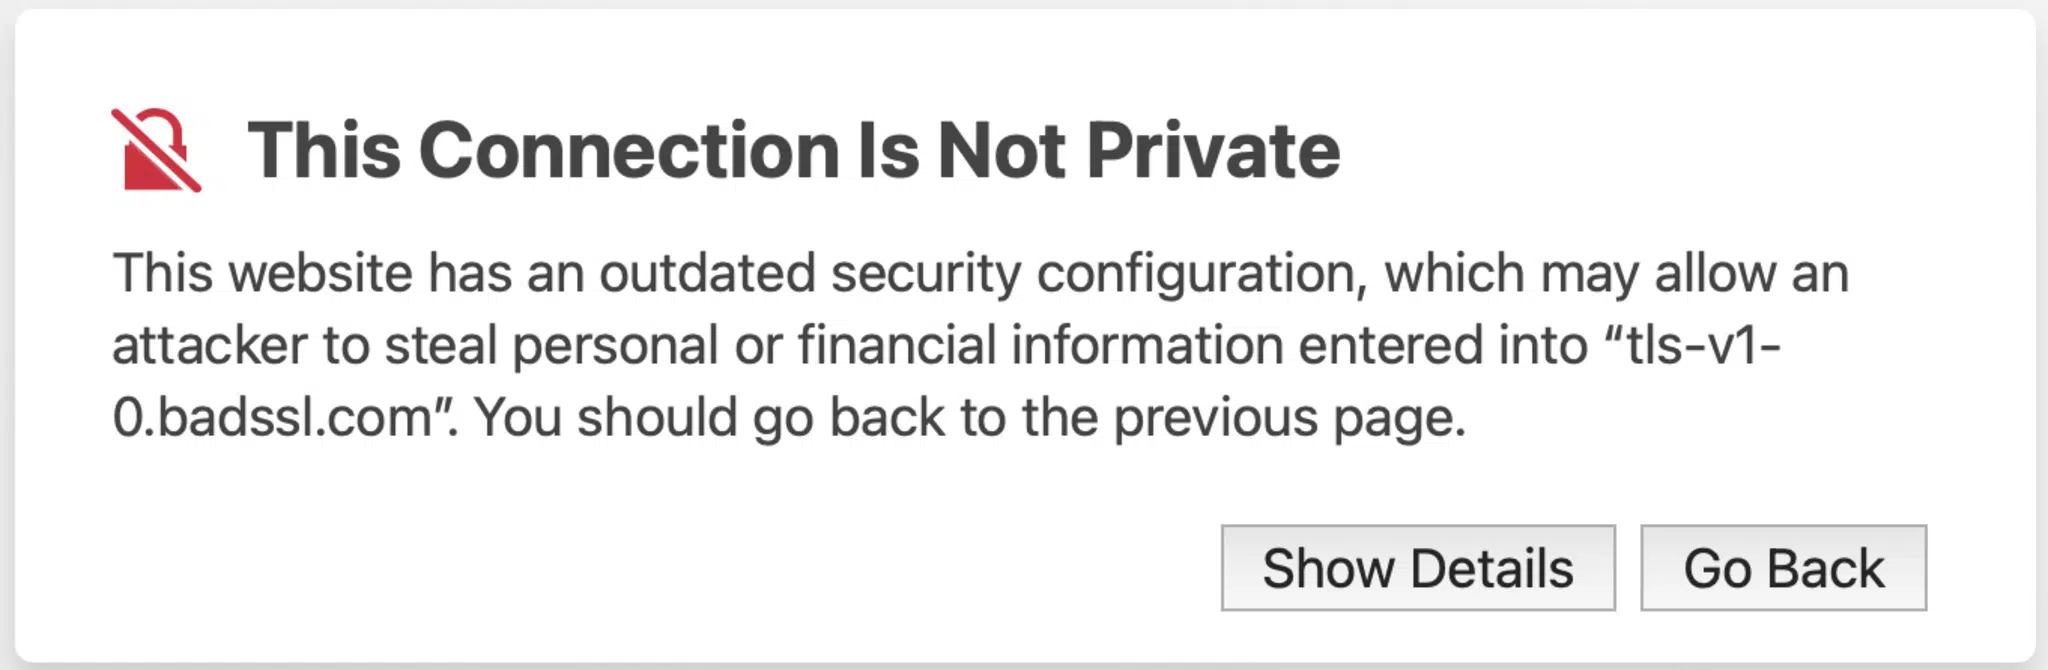 This Connection Is Not Private
This website has an outdated security configuration, which may allow an
attacker to steal personal or financial information entered into “tls-v1-
0.badssl.com”. You should go back to the previous page.
Show Details
Go Back